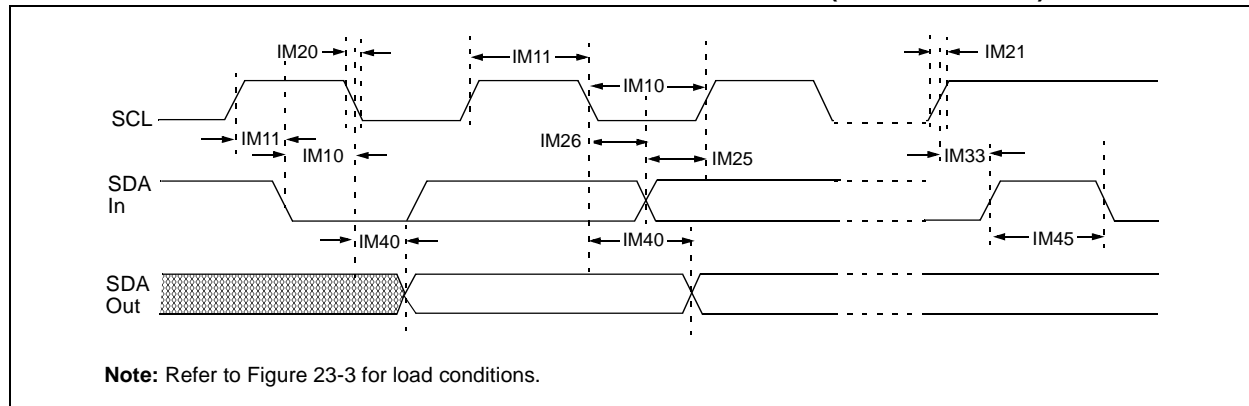 IM20
IM11
IM21
IM10
SCL
IM11
IM26
IM10
IM25
IM33
SDA
In
IM40
IM40
IM45
SDA
Out
Note: Refer to Figure 23-3 for load conditions.